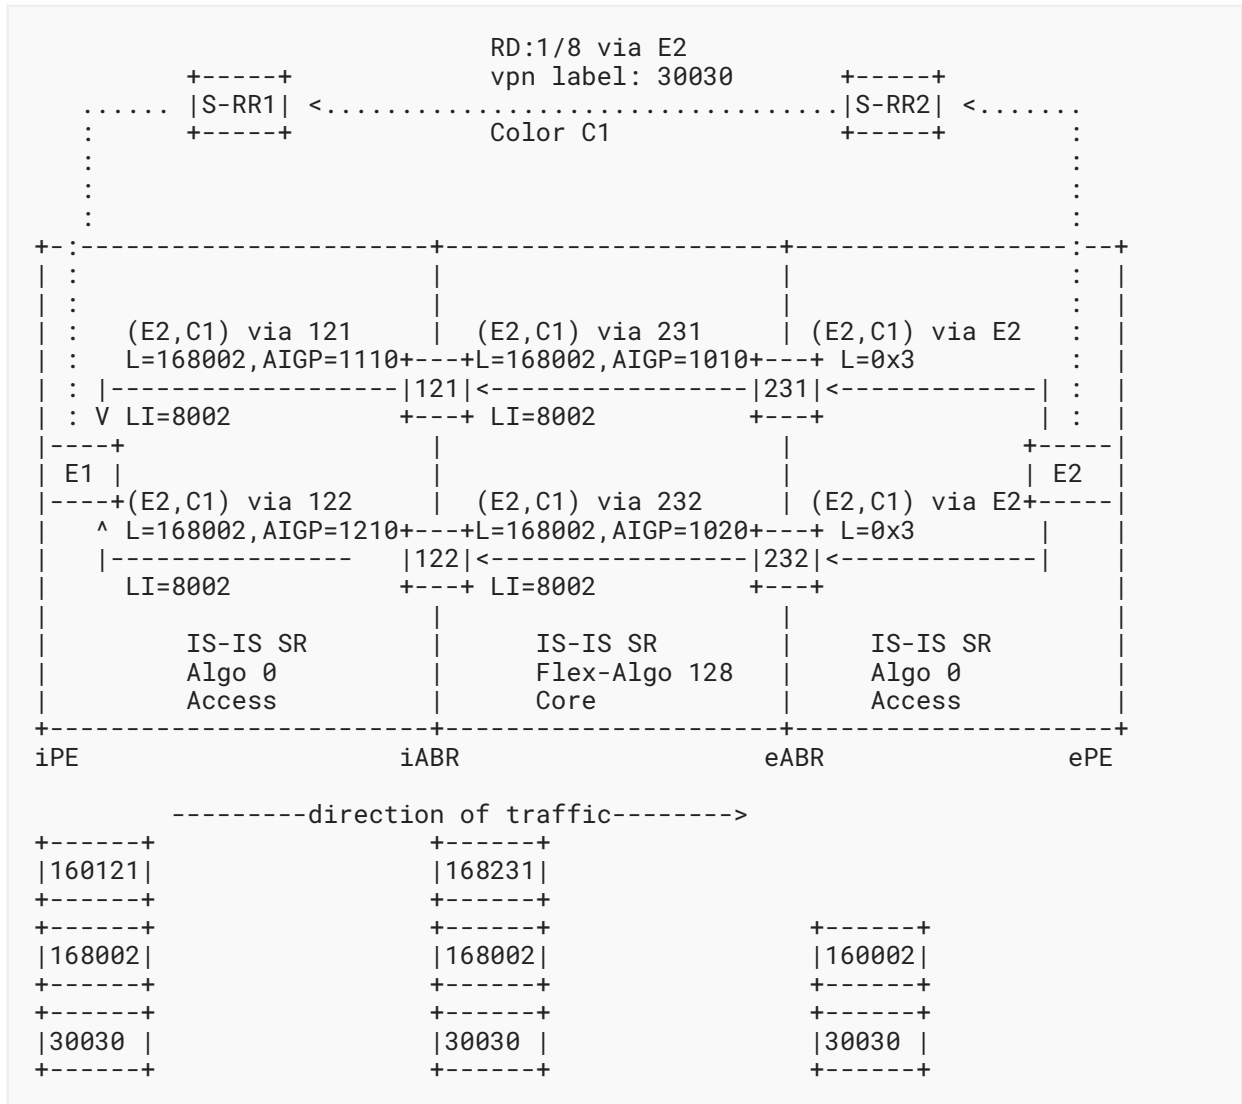 RD:1/8 via E2
          +-----+             vpn label: 30030       +-----+
   ...... |S-RR1| <..................................|S-RR2| <.......
   :      +-----+             Color C1               +-----+         :
   :                                                                 :
   :                                                                 :
   :                                                                 :
+-:-----------------------+----------------------+------------------:--+
| :                       |                      |                  :  |
| :                       |                      |                  :  |
| :   (E2,C1) via 121     |  (E2,C1) via 231     | (E2,C1) via E2   :  |
| :   L=168002,AIGP=1110+---+L=168002,AIGP=1010+---+ L=0x3          :  |
| : |-------------------|121|<-----------------|231|<-------------| :  |
| : V LI=8002           +---+ LI=8002          +---+              | :  |
|----+                    |                      |               +-----|
| E1 |                    |                      |               | E2  |
|----+(E2,C1) via 122     |  (E2,C1) via 232     | (E2,C1) via E2+-----|
|   ^ L=168002,AIGP=1210+---+L=168002,AIGP=1020+---+ L=0x3        |    |
|   |----------------   |122|<-----------------|232|<-------------|    |
|     LI=8002           +---+ LI=8002          +---+                   |
|                         |                      |                     |
|         IS-IS SR        |      IS-IS SR        |     IS-IS SR        |
|         Algo 0          |      Flex-Algo 128   |     Algo 0          |
|         Access          |      Core            |     Access          |
+-------------------------+----------------------+---------------------+
iPE                     iABR                    eABR                ePE

         ---------direction of traffic-------->
+------+                  +------+
|160121|                  |168231|
+------+                  +------+
+------+                  +------+                 +------+
|168002|                  |168002|                 |160002|
+------+                  +------+                 +------+
+------+                  +------+                 +------+
|30030 |                  |30030 |                 |30030 |
+------+                  +------+                 +------+